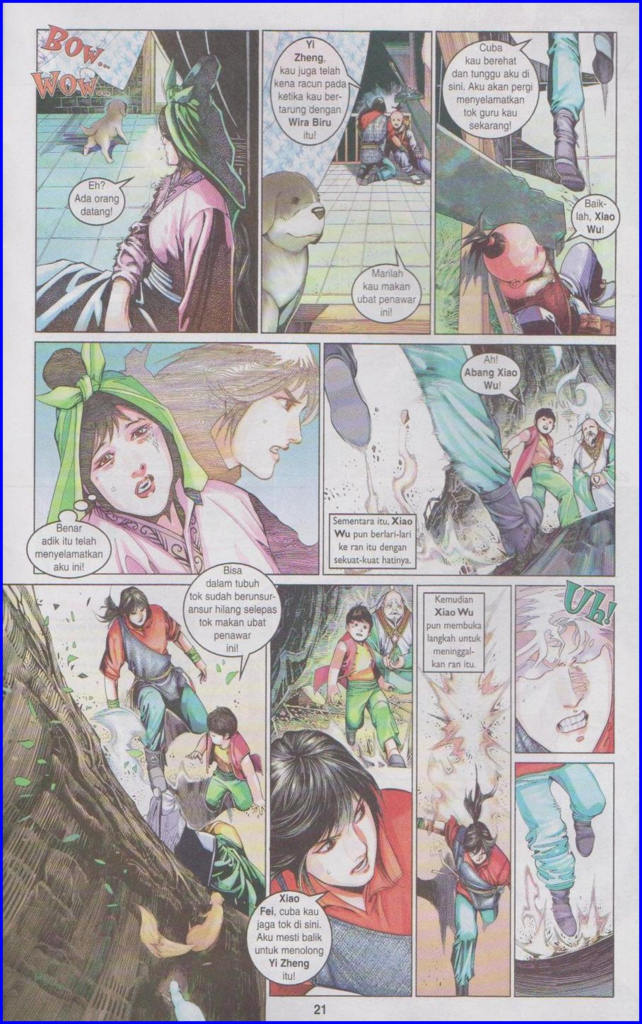 BOW...
WOW
Eh?
Ada orang
datang!
Yi
Zheng,
kau juga telah
kena racun pada
ketika kau ber-
tarung dengan
Wira Biru
itu!
Marilah
kau makan
ubat penawar
ini!
Cuba
kau berehat
dan tunggu aku di
sini. Aku akan pergi
menyelamatkan
tok guru kau
sekarang!
Baik-
lah, Xiao
Wu!
Benar
adik itu telah
menyelamatkan
aku ini!
Ah!
Abang Xiao
Wu!
Sementara itu, Xiao
Wu pun berlari-lari
ke ran itu dengan
sekuat-kuat hatinya.
Bisa
dalam tubuh
tok sudah berunsur-
ansur hilang selepas
tok makan ubat
penawar
ini!
Xiao
Fei, cuba kau
jaga tok di sini.
Aku mesti balik
untuk menolong
Yi Zheng
itu!
Kemudian
Xiao Wu
pun membuka
langkah untuk
meninggal-
kan ran itu.
Uh!
21